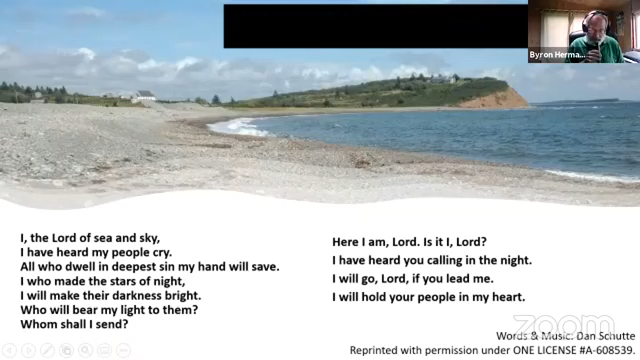 Byron Herma...
I, the Lord of sea and sky,
I have heard my people cry.
All who dwell in deepest sin my hand will save.
I who made the stars of night,
I will make their darkness bright.
Who will bear my light to them?
Whom shall I send?
Here I am, Lord. Is it I, Lord?
I have heard you calling in the night.
I will go, Lord, if you lead me.
I will hold your people in my heart.
Words & Music: Dan Schutte
Reprinted with permission under ONE LICENSE #A-608539.
zoom